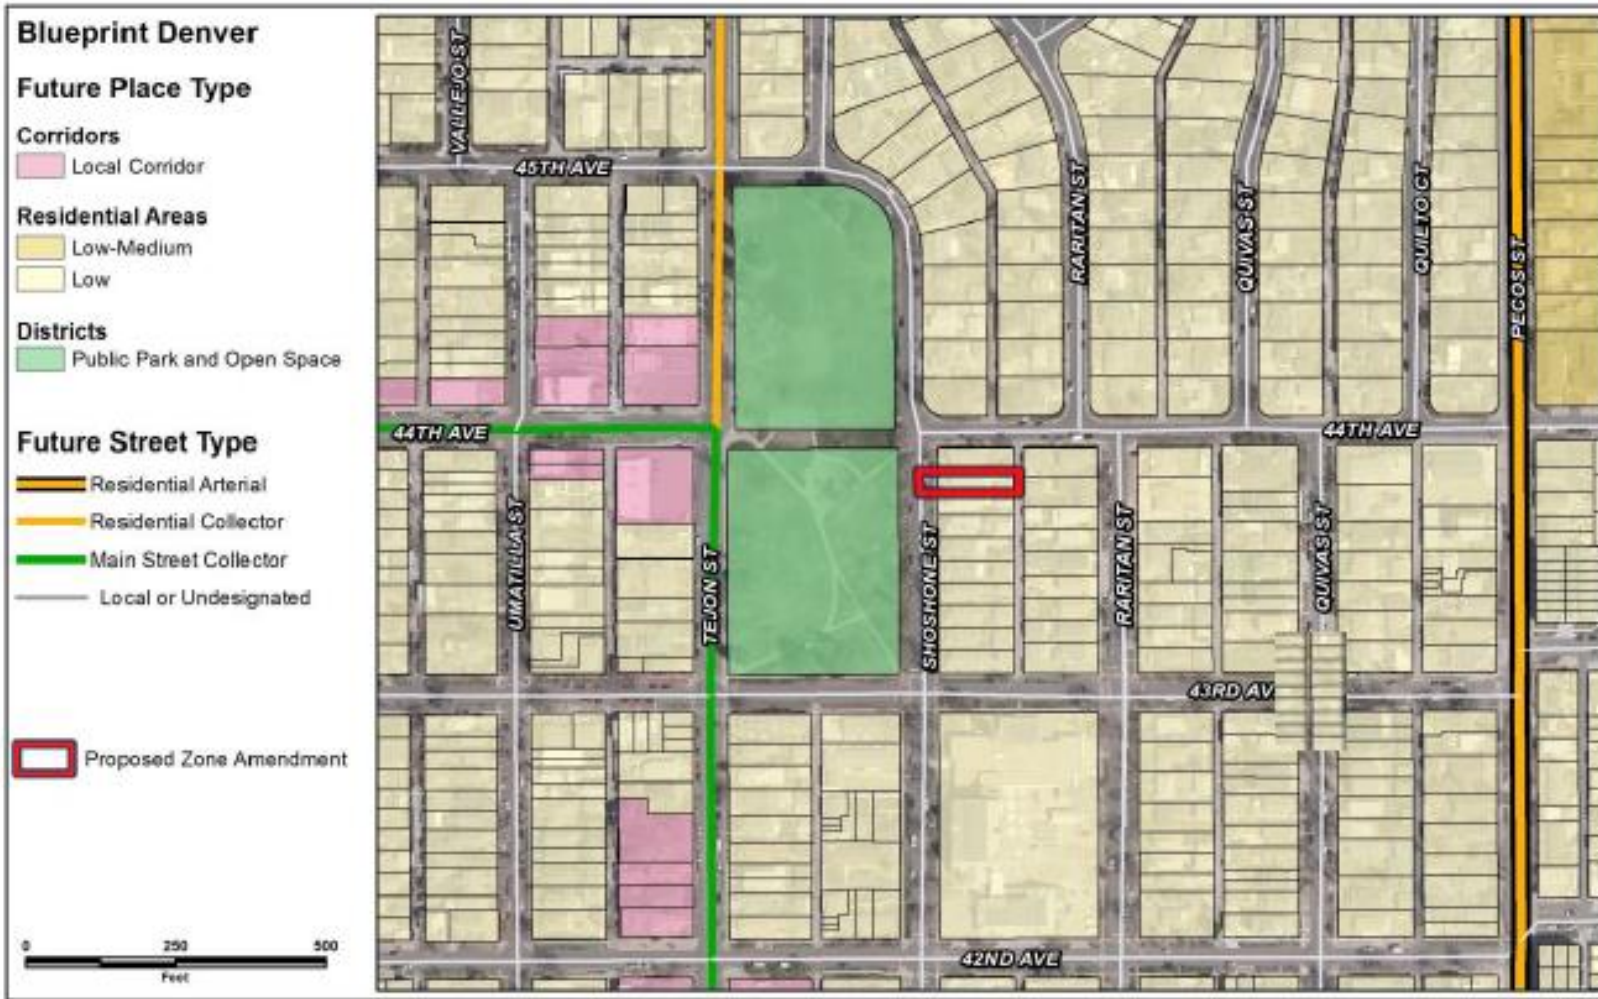 Blueprint Denver
Future Place Type
Corridors
Local Corridor
Residential Areas
Low-Medium
Low
Districts
Public Park and Open Space
Future Street Type
Residential Arterial
Residential Collector
Main Street Collector
Local or Undesignated
Proposed Zone Amendment
0 250 500
Feet
VALLEJO ST
45TH AVE
RARITAN ST
QUIVAS ST
QUIETO CT
PECOS ST
44TH AVE
44TH AVE
UMATILLA ST
TEJON ST
SHOSHONE ST
RARITAN ST
QUIVAS ST
43RD AV
42ND AVE